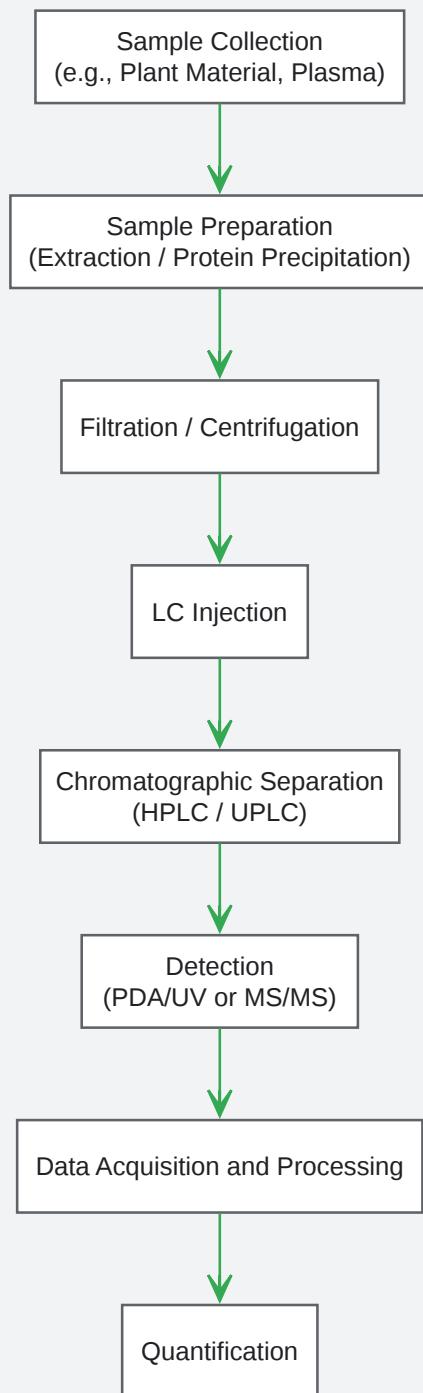 Sample Collection
(e.g., Plant Material, Plasma)
Sample Preparation
(Extraction / Protein Precipitation)
Filtration / Centrifugation
LC Injection
Chromatographic Separation
(HPLC / UPLC)
Detection
(PDA/UV or MS/MS)
Data Acquisition and Processing
Quantification